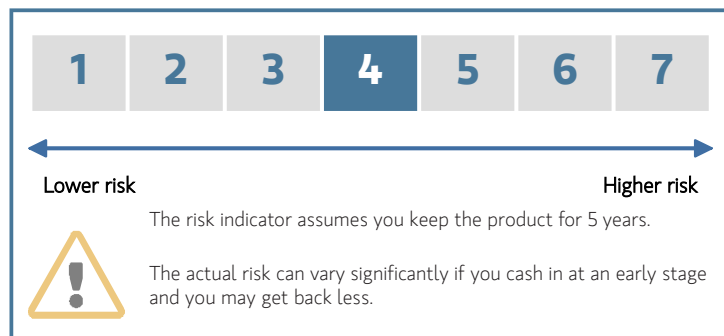 1 2 3 4 5 6 7
Lower risk Higher risk
The risk indicator assumes you keep the product for 5 years.
The actual risk can vary significantly if you cash in at an early stage
and you may get back less.